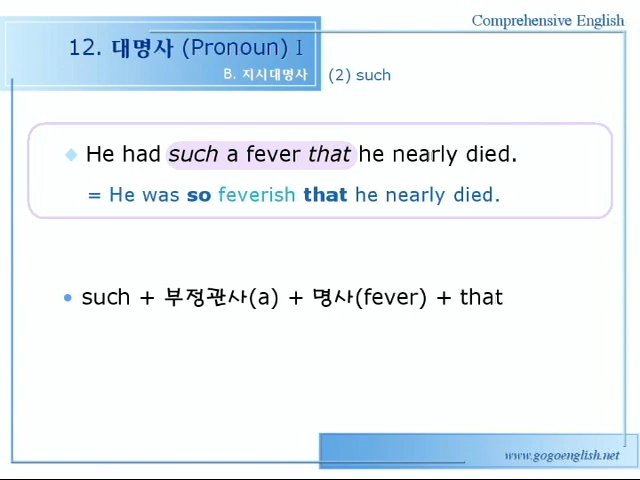 Comprehensive English
12. 대명사 (Pronoun) I
B. 지시대명사 (2) such
He had such a fever that he nearly died.
= He was so feverish that he nearly died.
• such + 부정관사(a) + 명사(fever) + that
www.gogoenglish.net